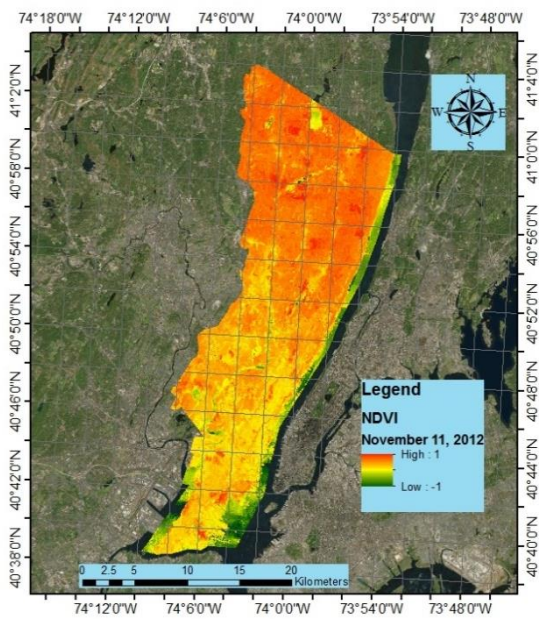 74°18'0"W 74°12'0"W 74°6'0"W 74°0'0"W 73°54'0"W 73°48'0"W
41°2'0"N
40°58'0"N
40°54'0"N
40°50'0"N
40°46'0"N
40°42'0"N
40°38'0"N
41°4'0"N
41°0'0"N
40°56'0"N
40°52'0"N
40°48'0"N
40°44'0"N
40°40'0"N
N
W E
S
Legend
NDVI
November 11, 2012
High : 1
Low : -1
0 2.5 5 10 15 20
Kilometers
74°12'0"W 74°6'0"W 74°0'0"W 73°54'0"W 73°48'0"W